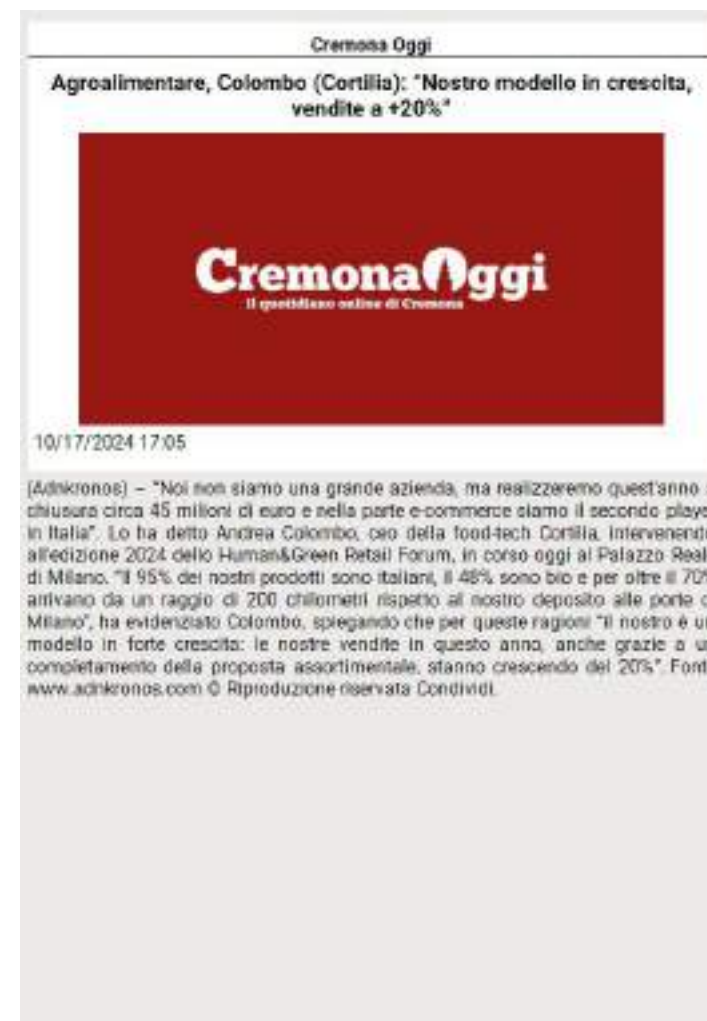 Cremona Oggi
Agroalimentare, Colombo (Cortilia): "Nostro modello in crescita,
vendite a +20%"
CremonaOggi
il quotidiano online di Cremona
10/17/2024 17:05
(Adnkronos) – "Noi non siamo una grande azienda, ma realizzeremo quest'anno
chiusura circa 45 milioni di euro e nella parte e-commerce siamo il secondo playe
in Italia". Lo ha detto Andrea Colombo, ceo della food-tech Cortilia, intervenendo
all'edizione 2024 dello Human&Green Retail Forum, in corso oggi al Palazzo Real
di Milano. "Il 95% dei nostri prodotti sono italiani, il 48% sono bio e per oltre il 70%
arrivano da un raggio di 200 chilometri rispetto al nostro deposito alle porte d
Milano", ha evidenziato Colombo, spiegando che per queste ragioni "il nostro è un
modello in forte crescita: le nostre vendite in questo anno, anche grazie a un
completamento della proposta assortimentale, stanno crescendo del 20%". Font
www.adnkronos.com © Riproduzione riservata Condividi.